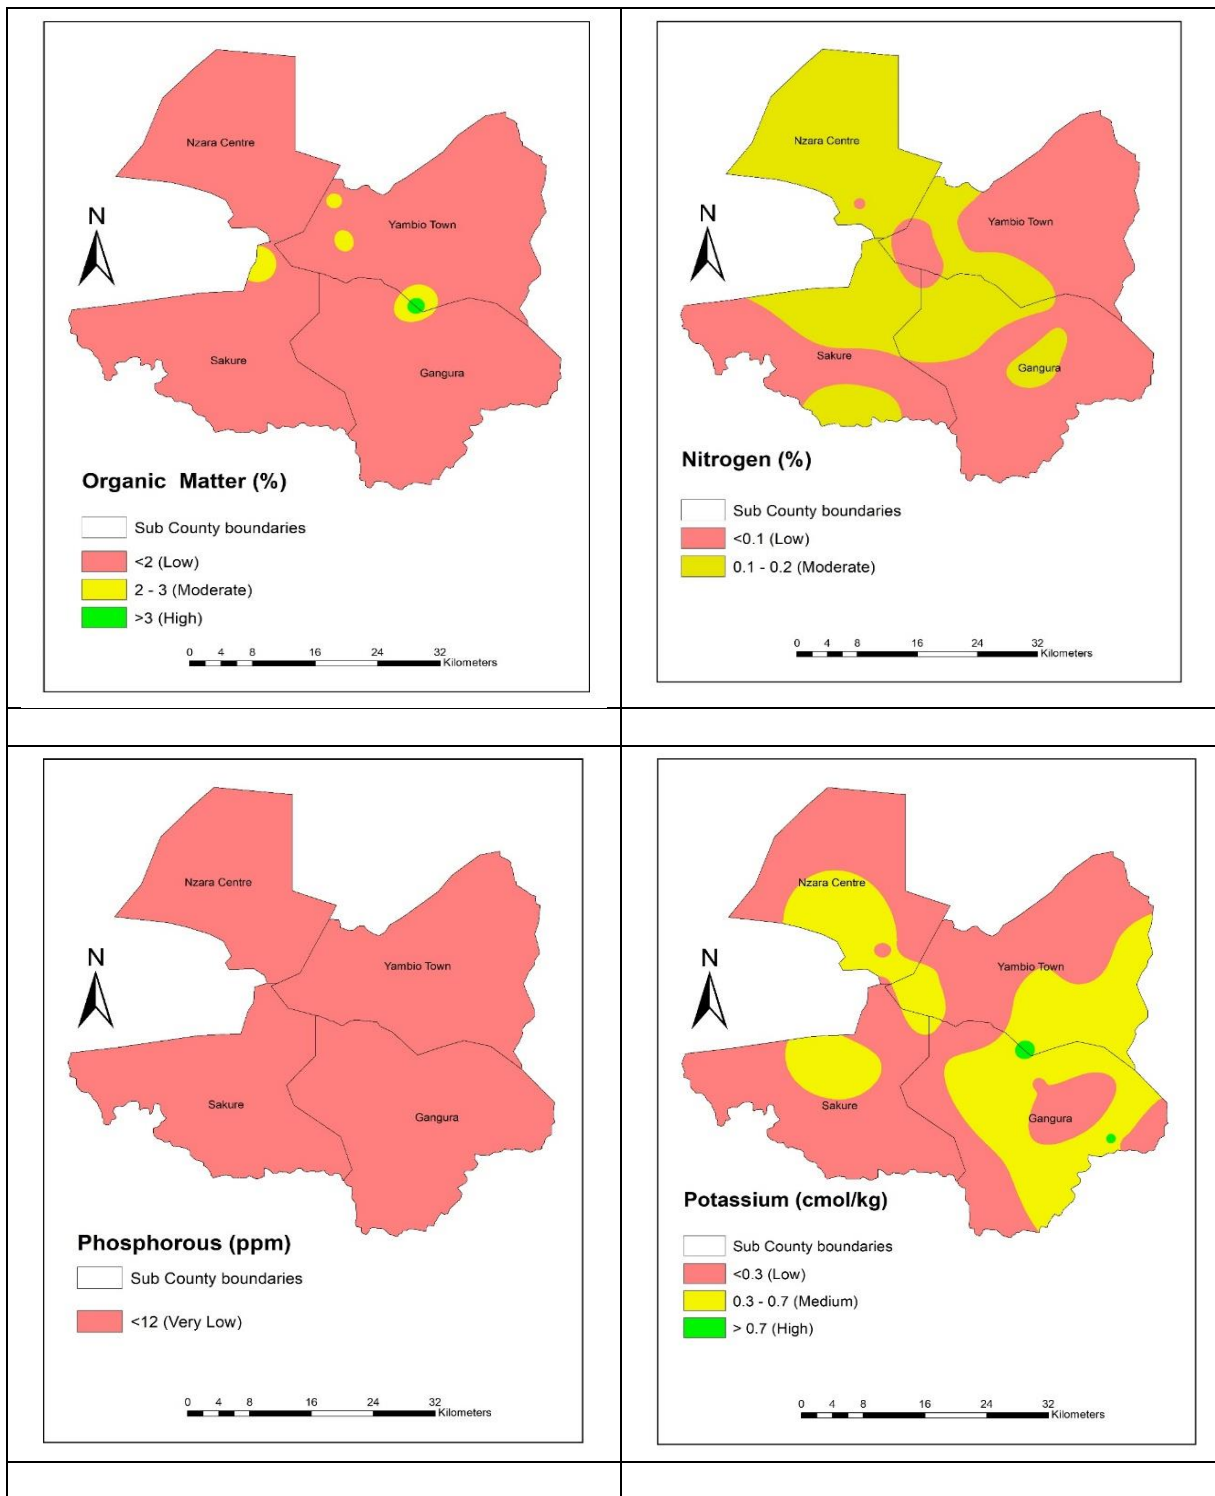 Nzara Centre
Yambio Town
N
Sakure
Gangura
Organic Matter (%)
Sub County boundaries
<2 (Low)
2 - 3 (Moderate)
>3 (High)
0 4 8 16 24 32
Kilometers
Nzara Centre
Yambio Town
N
Sakure
Gangura
Nitrogen (%)
Sub County boundaries
<0.1 (Low)
0.1 - 0.2 (Moderate)
0 4 8 16 24 32
Kilometers
Nzara Centre
Yambio Town
N
Sakure
Gangura
Phosphorous (ppm)
Sub County boundaries
<12 (Very Low)
0 4 8 16 24 32
Kilometers
Nzara Centre
Yambio Town
N
Sakure
Gangura
Potassium (cmol/kg)
Sub County boundaries
<0.3 (Low)
0.3 - 0.7 (Medium)
> 0.7 (High)
0 4 8 16 24 32
Kilometers